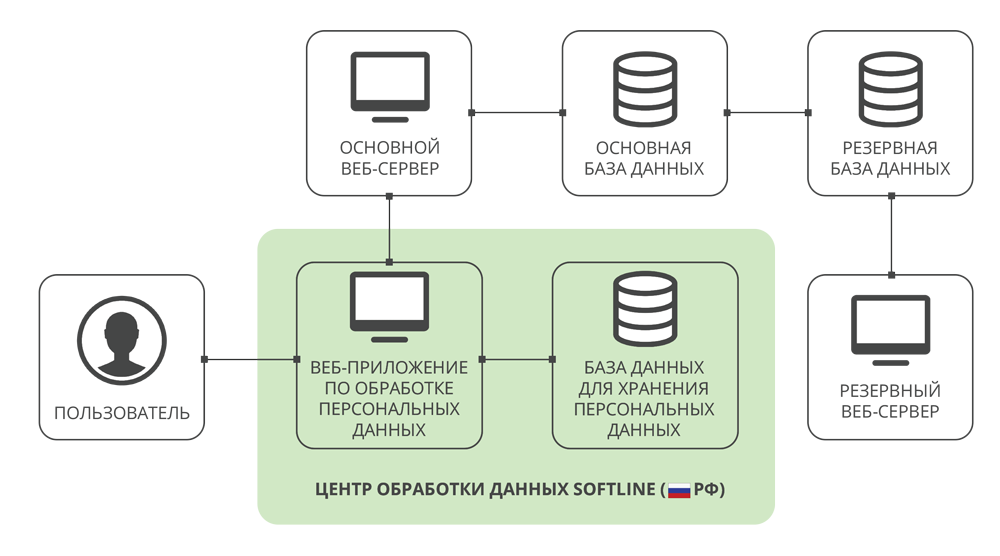 ОСНОВНОЙ
ВЕБ-СЕРВЕР
ОСНОВНАЯ
БАЗА ДАННЫХ
РЕЗЕРВНАЯ
БАЗА ДАННЫХ
ПОЛЬЗОВАТЕЛЬ
ВЕБ-ПРИЛОЖЕНИЕ
ПО ОБРАБОТКЕ
ПЕРСОНАЛЬНЫХ
ДАННЫХ
БАЗА ДАННЫХ
ДЛЯ ХРАНЕНИЯ
ПЕРСОНАЛЬНЫХ
ДАННЫХ
РЕЗЕРВНЫЙ
ВЕБ-СЕРВЕР
ЦЕНТР ОБРАБОТКИ ДАННЫХ SOFTLINE (РФ)